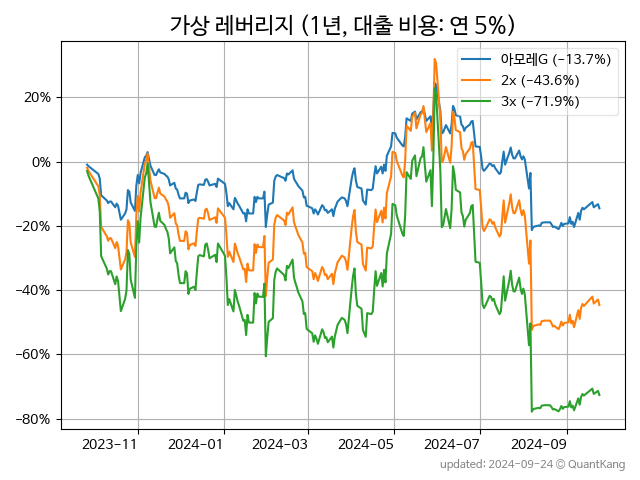 가상 레버리지 (1년, 대출 비용: 연 5%)
아모레G (−13.7%)
2x (−43.6%)
3x (−71.9%)
20%
0%
−20%
−40%
−60%
−80%
2023-11 2024-01 2024-03 2024-05 2024-07 2024-09
updated: 2024-09-24 © QuantKang